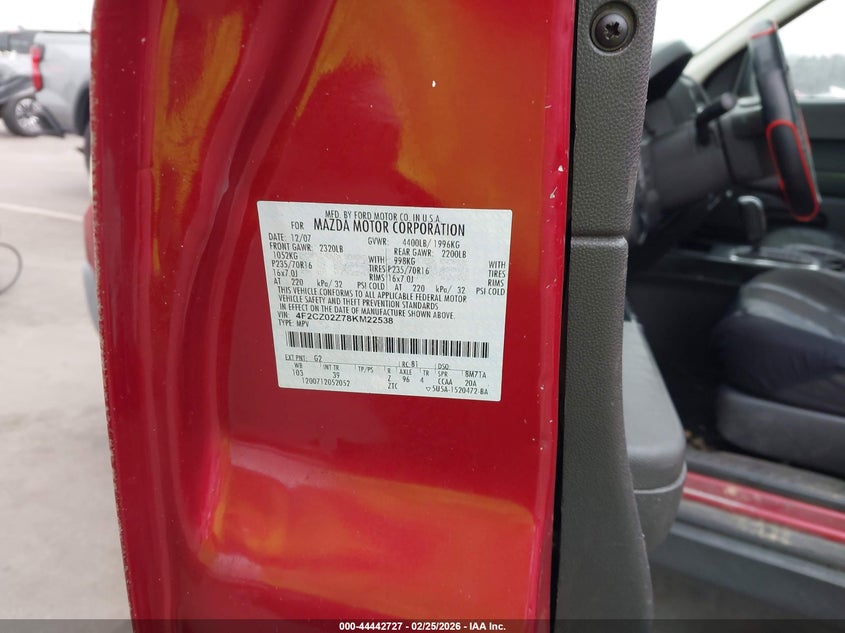 MFD. BY FORD MOTOR CO. IN U.S.A.
FOR MAZDA MOTOR CORPORATION
DATE: 12/07 GVWR: 4400LB/ 1996KG
FRONT GAWR: 2320LB REAR GAWR: 2200LB
1052KG WITH 998KG WITH
P235/70R16 TIRES P235/70R16 TIRES
16x7.0J RIMS 16x7.0J RIMS
AT 220 kPa/ 32 PSI COLD AT 220 kPa/ 32 PSI COLD
THIS VEHICLE CONFORMS TO ALL APPLICABLE FEDERAL MOTOR
VEHICLE SAFETY AND THEFT PREVENTION STANDARDS
IN EFFECT ON THE DATE OF MANUFACTURE SHOWN ABOVE.
VIN: 4F2CZ02Z78KM22538
TYPE: MPV
EXT PNT: G2 RC: 81 DSO:
WB INT TR TP/PS R AXLE TR SPR BM71A
103 39 Z 96 4 CCAA 20A
1200712052052 ZTC 5U5A-1520472-BA
000-44442727 — 02/25/2026 — IAA Inc.